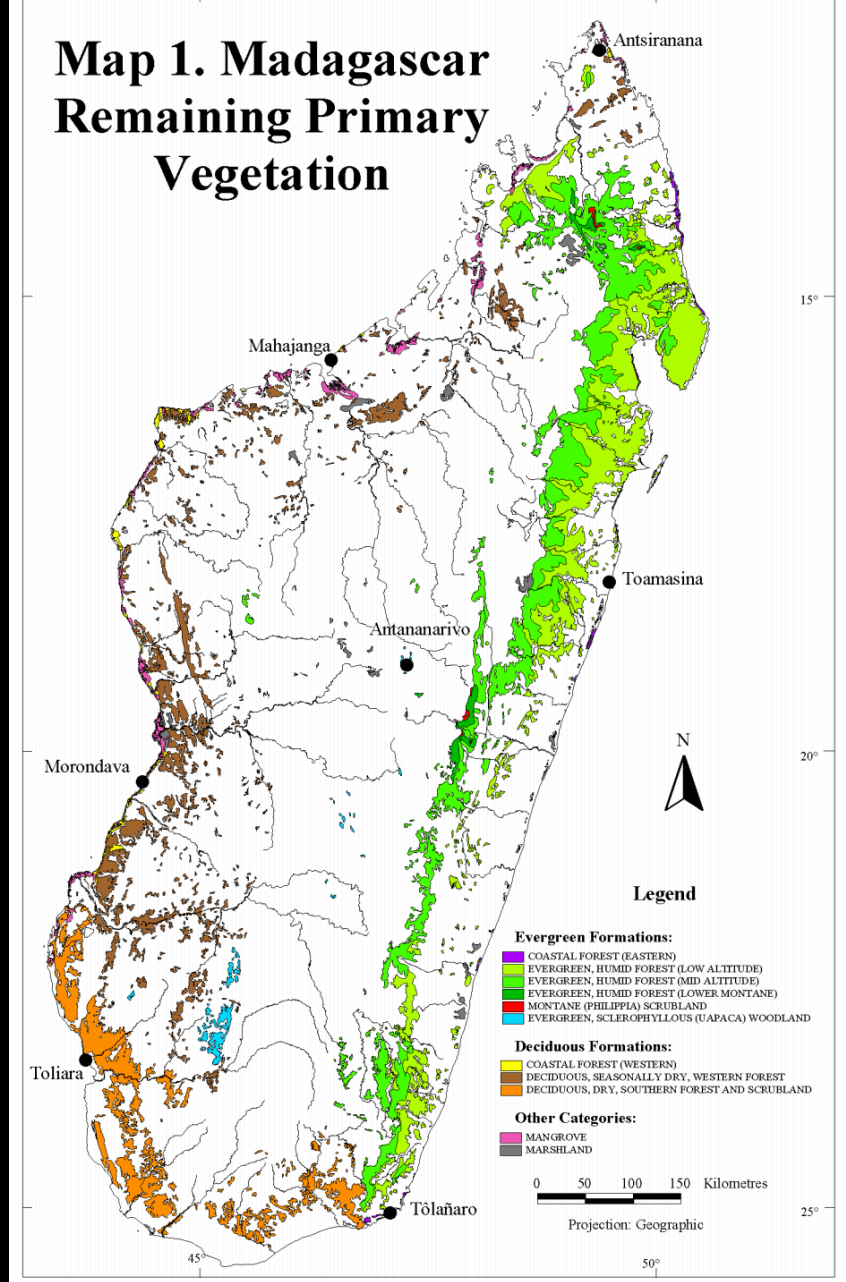 Map 1. Madagascar
Remaining Primary
Vegetation
Antsiranana
15°
Mahajanga
Toamasina
Antananarivo
N
20°
Morondava
Legend
Evergreen Formations:
COASTAL FOREST (EASTERN)
EVERGREEN, HUMID FOREST (LOW ALTITUDE)
EVERGREEN, HUMID FOREST (MID ALTITUDE)
EVERGREEN, HUMID FOREST (LOWER MONTANE)
MONTANE (PHILIPPIA) SCRUBLAND
EVERGREEN, SCLEROPHYLLOUS (UAPACA) WOODLAND
Deciduous Formations:
COASTAL FOREST (WESTERN)
DECIDUOUS, SEASONALLY DRY, WESTERN FOREST
DECIDUOUS, DRY, SOUTHERN FOREST AND SCRUBLAND
Toliara
Other Categories:
MANGROVE
MARSHLAND
0 50 100 150 Kilometres
Tôlañaro
25°
Projection: Geographic
45°
50°